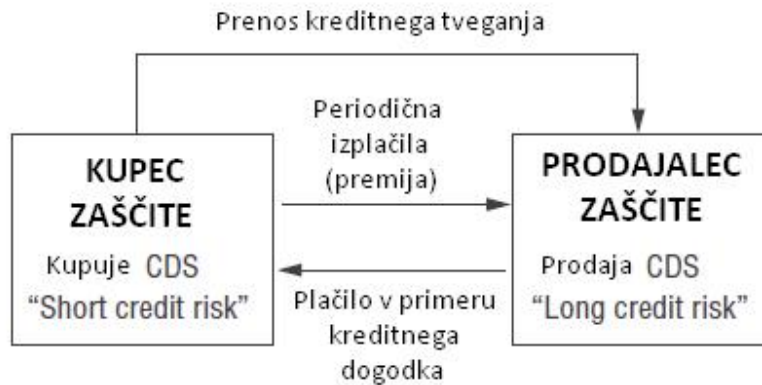 Prenos kreditnega tveganja
Periodična
izplačila
(premija)
KUPEC
ZAŠČITE
Kupuje CDS
“Short credit risk”
PRODAJALEC
ZAŠČITE
Prodaja CDS
“Long credit risk”
Plačilo v primeru
kreditnega
dogodka